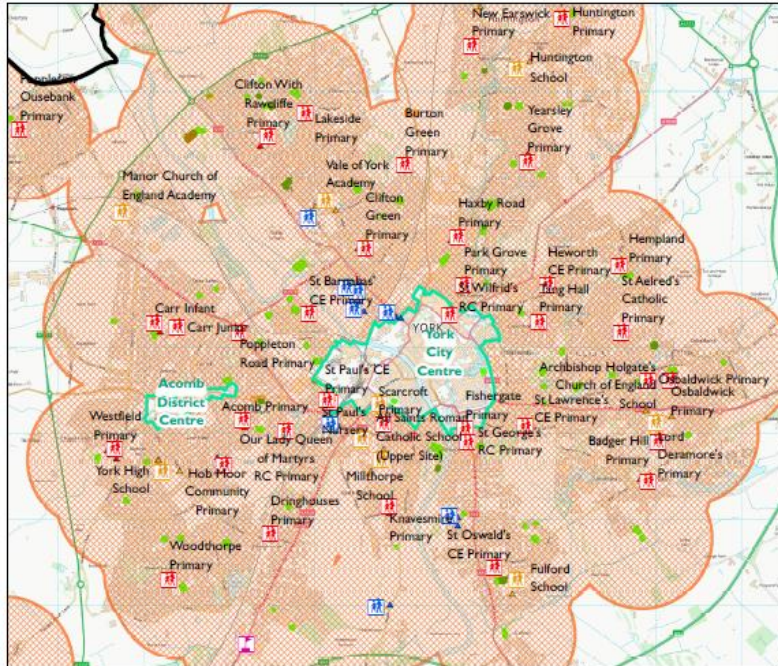 New Earswick
Primary
Huntington
Primary
Huntington
School
Ousebank
Primary
Clifton With
Rawcliffe
Primary
Lakeside
Primary
Burton
Green
Primary
Yearsley
Grove
Primary
Manor Church of
England Academy
Vale of York
Academy
Clifton
Green
Primary
Haxby Road
Primary
Park Grove
Primary
Heworth
CE Primary
Hempland
Primary
St Barnabas'
CE Primary
St Wilfrid's
RC Primary
Tang Hall
Primary
St Aelred's
Catholic
Primary
Carr Infant
Carr Junior
Poppleton
Road Primary
YORK
York
City
Centre
St Paul's CE
Primary
Archbishop Holgate's
Church of England
School
Osbaldwick Primary
Osbaldwick
Primary
Acomb
District
Centre
Scarcroft
Primary
Fishergate
Primary
St Lawrence's
CE Primary
Westfield
Primary
Acomb Primary
St Paul's
Nursery
All Saints Roman
Catholic School
(Upper Site)
St George's
RC Primary
Badger Hill
Primary
Lord
Deramore's
Primary
Our Lady Queen
of Martyrs
RC Primary
York High
School
Hob Moor
Community
Primary
Millthorpe
School
Dringhouses
Primary
Knavesmire
Primary
St Oswald's
CE Primary
Woodthorpe
Primary
Fulford
School